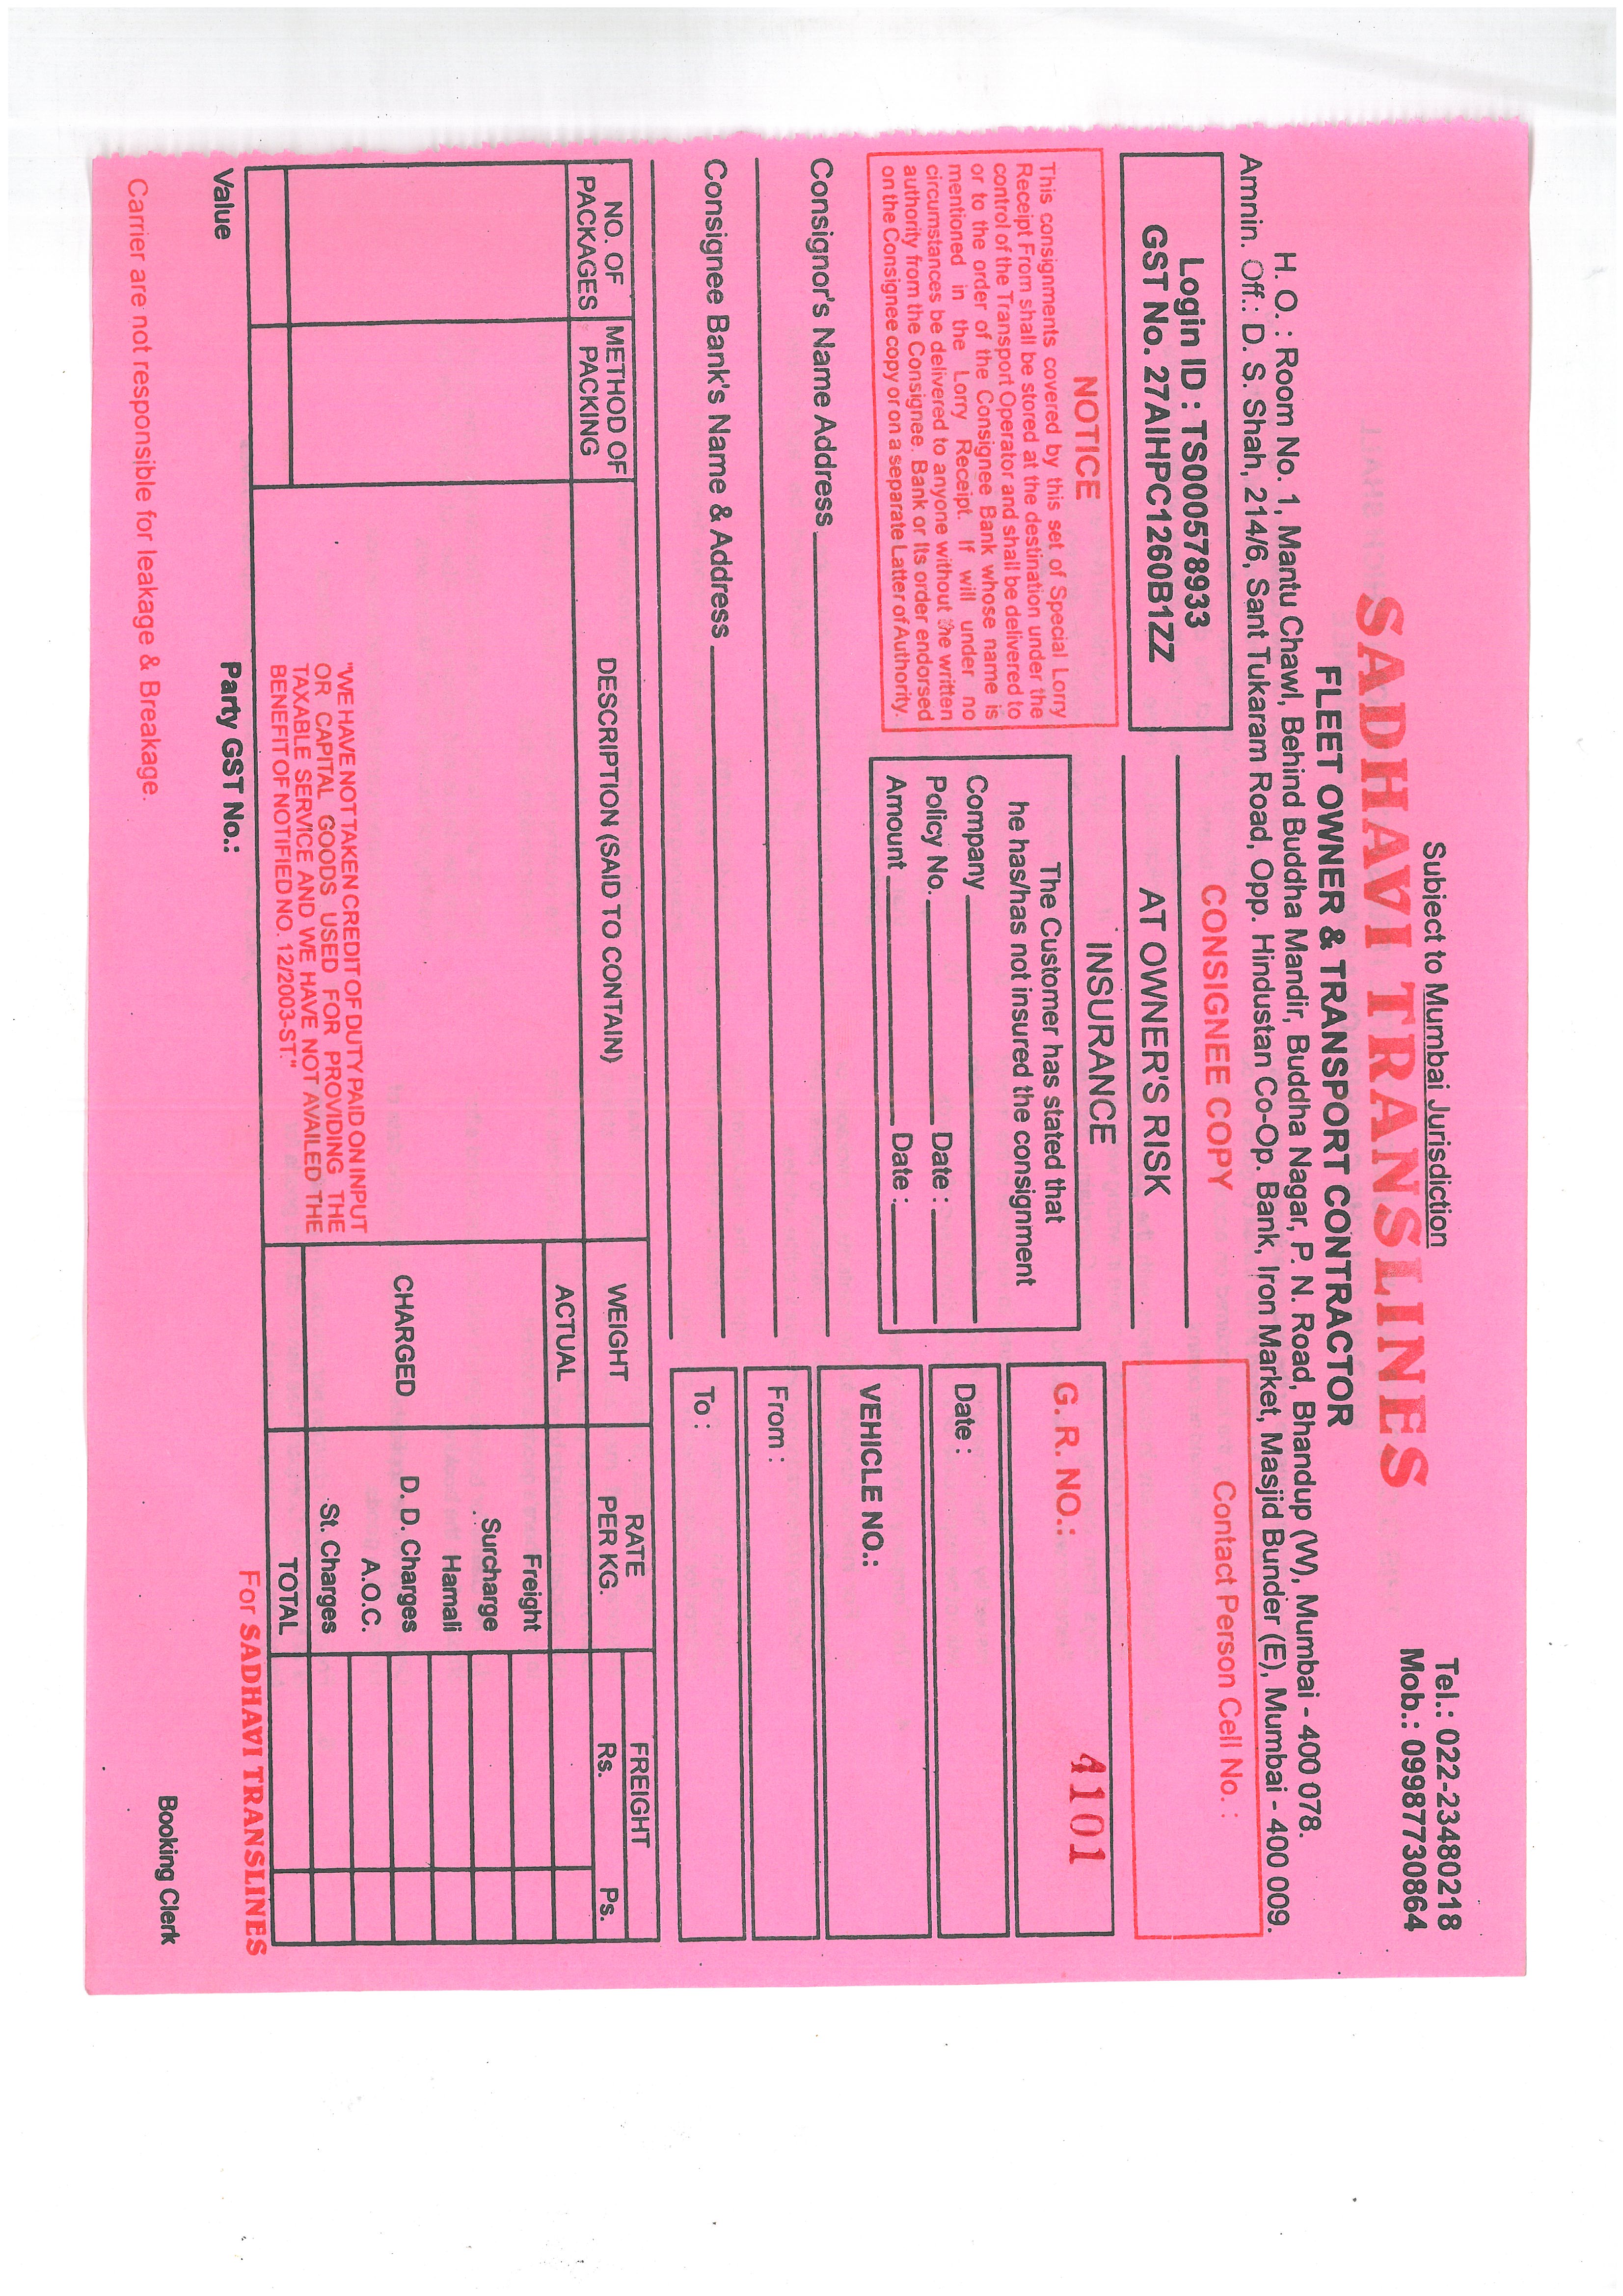 Subject to Mumbai Jurisdiction
Tel.: 022-23480218
Mob.: 09987730864
SADHAVI TRANSLINES
FLEET OWNER & TRANSPORT CONTRACTOR
H. O. : Room No. 1, Mantu Chawl, Behind Buddha Mandir, Buddha Nagar, P. N. Road, Bhandup (W), Mumbai - 400 078.
Amnin. Off.: D. S. Shah, 214/6, Sant Tukaram Road, Opp. Hindustan Co-Op. Bank, Iron Market, Masjid Bunder (E), Mumbai - 400 009.
Login ID : TS000578933
GST No. 27AIHPC1260B1ZZ
CONSIGNEE COPY
AT OWNER'S RISK
Contact Person Cell No. :
NOTICE
This consignments covered by this set of Special Lorry
Receipt From shall be stored at the destination under the
control of the Transport Operator and shall be delivered to
or to the order of the Consignee Bank whose name is
mentioned in the Lorry Receipt. If will under no
circumstances be delivered to anyone without the written
authority from the Consignee. Bank or Its order endorsed
on the Consignee copy or on a separate Latter of Authority.
INSURANCE
The Customer has stated that
he has/has not insured the consignment
Company
Policy No. Date :
Amount Date :
G. R. NO.: 4101
Date :
VEHICLE NO.:
From :
To :
Consignor's Name Address
Consignee Bank's Name & Address
NO. OF PACKAGES
METHOD OF PACKING
DESCRIPTION (SAID TO CONTAIN)
WEIGHT
ACTUAL
CHARGED
RATE PER KG.
FREIGHT
Rs. Ps.
Freight
Surcharge
Hamali
D. D. Charges
A.O.C.
St. Charges
TOTAL
"WE HAVE NOT TAKEN CREDIT OF DUTY PAID ON INPUT
OR CAPITAL GOODS USED FOR PROVIDING THE
TAXABLE SERVICE AND WE HAVE NOT AVAILED THE
BENEFIT OF NOTIFIED NO. 12/2003-ST."
Value
Party GST No.:
For SADHAVI TRANSLINES
Carrier are not responsible for leakage & Breakage.
Booking Clerk